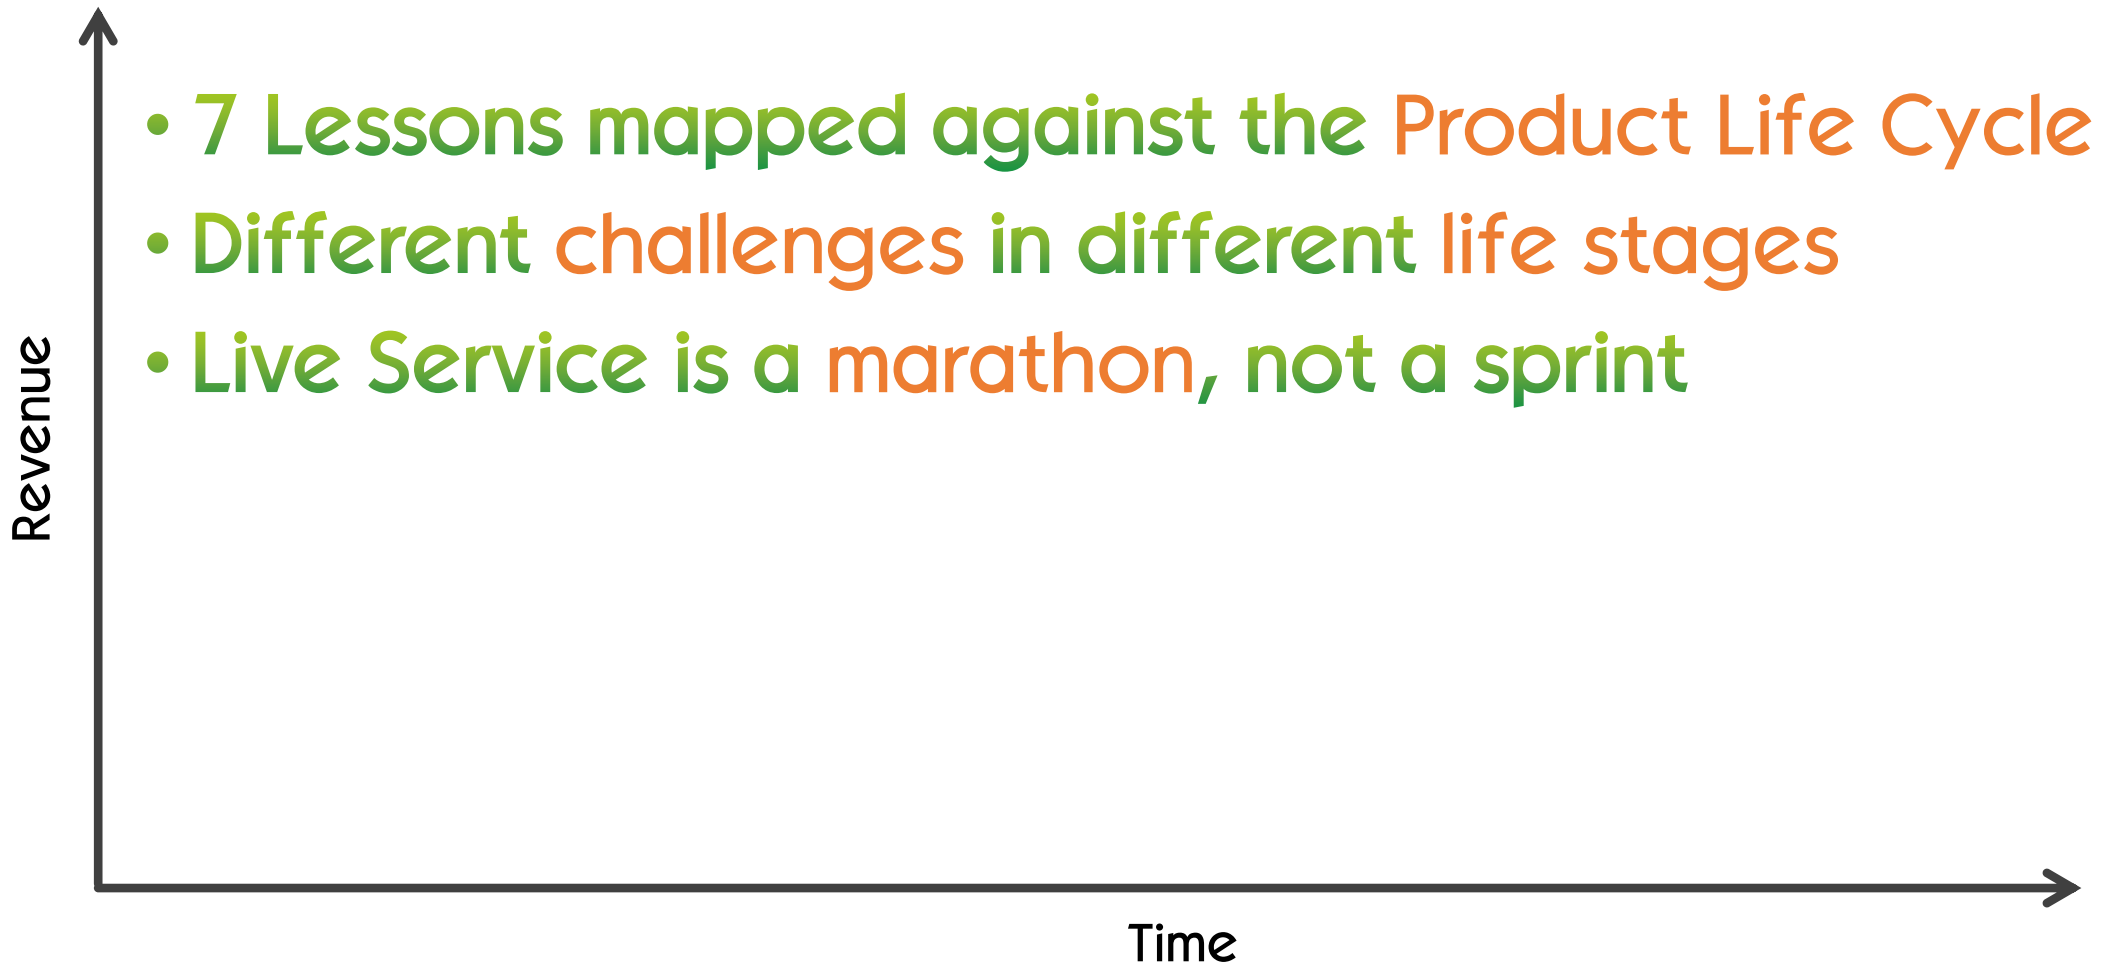 • 7 Lessons mapped against the Product Life Cycle
• Different challenges in different life stages
• Live Service is a marathon, not a sprint
Revenue
Time